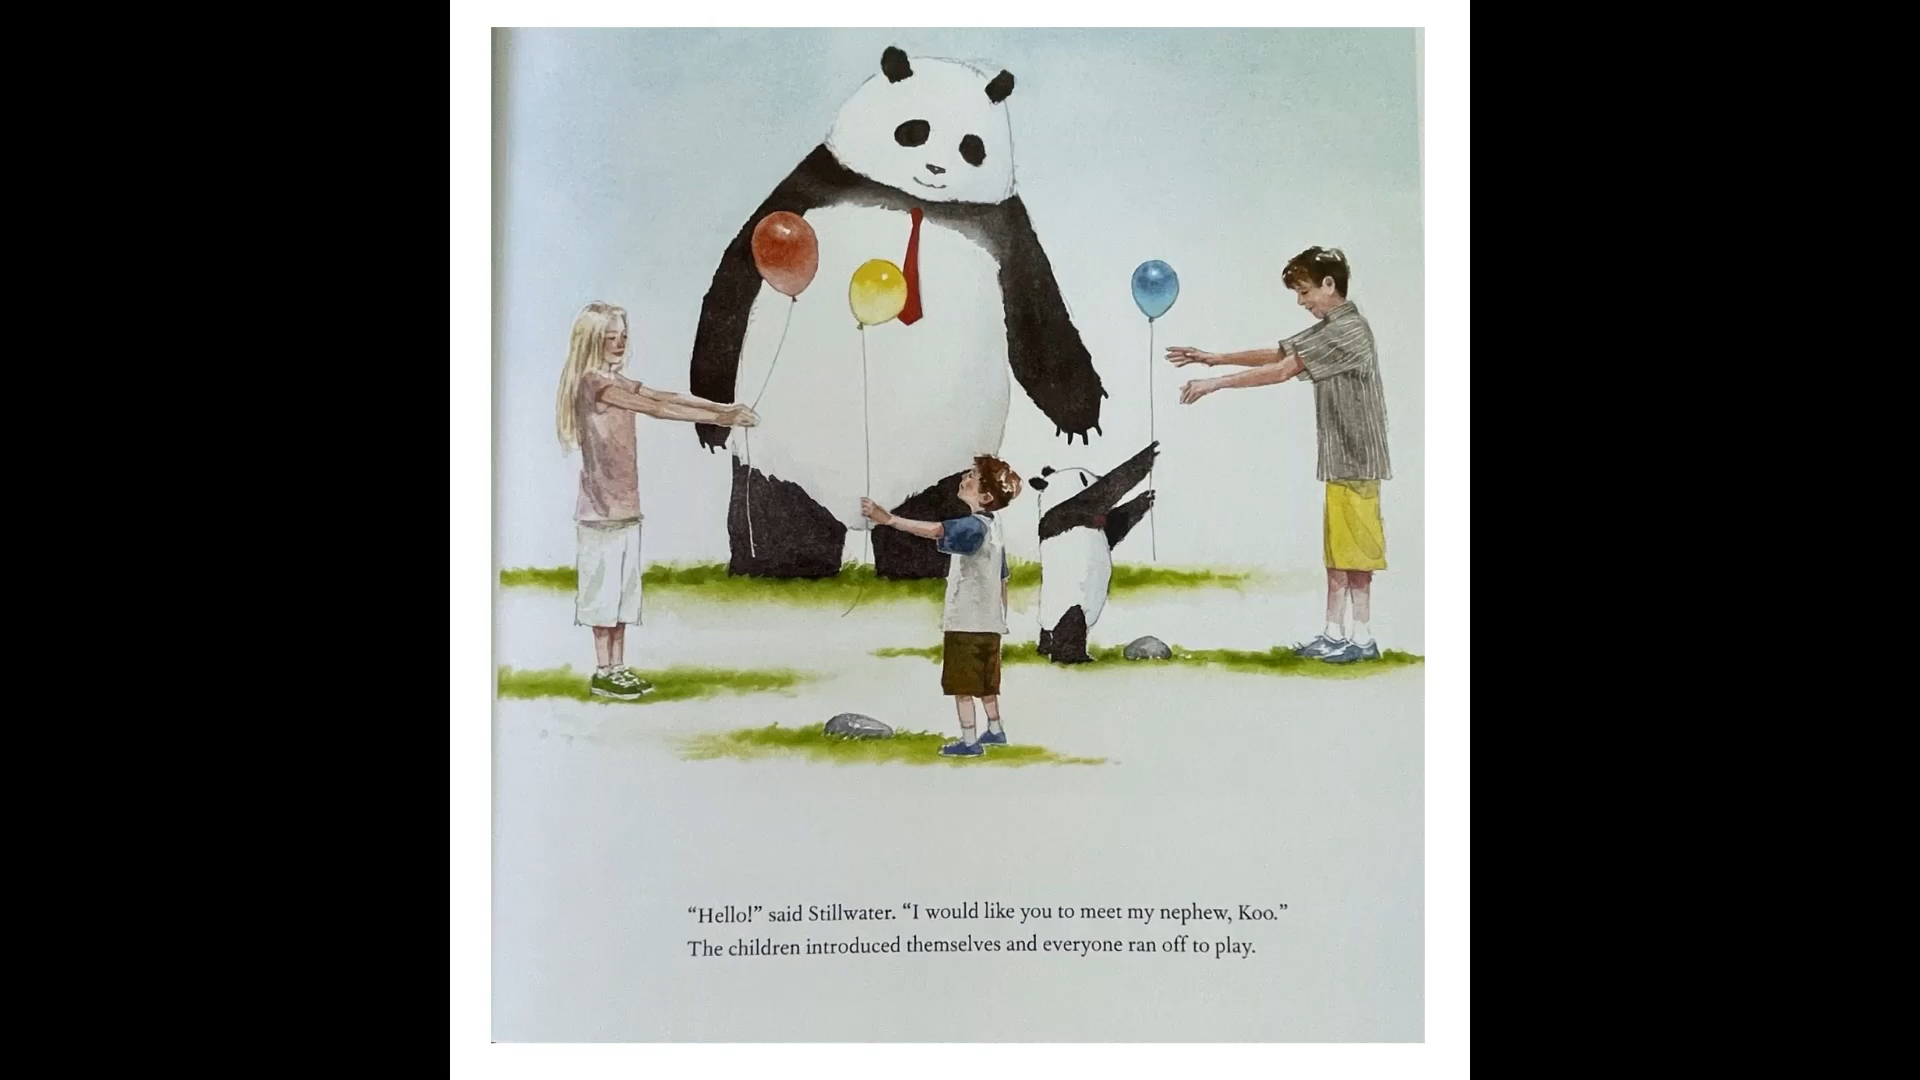 “Hello!” said Stillwater. “I would like you to meet my nephew, Koo.”
The children introduced themselves and everyone ran off to play.